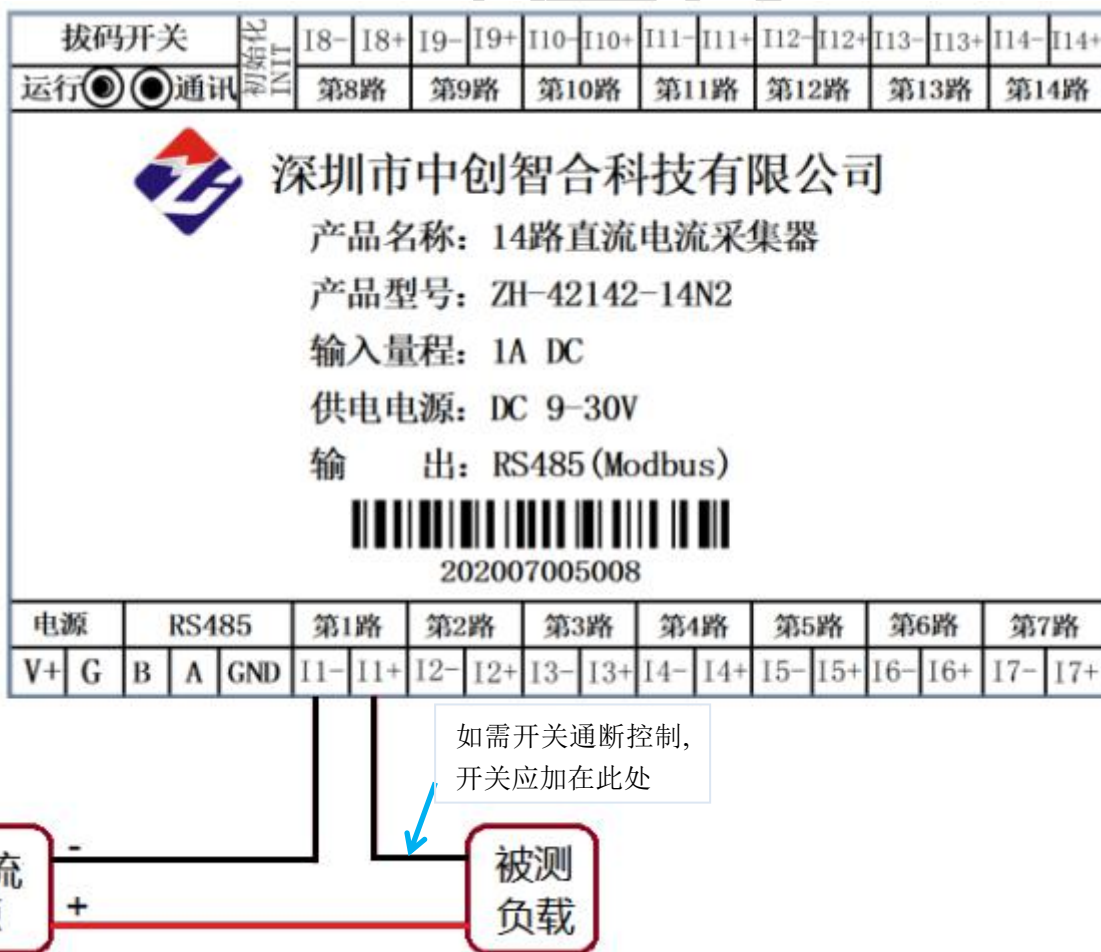 拔码开关
初始化
INIT
I8- I8+ I9- I9+ I10- I10+ I11- I11+ I12- I12+ I13- I13+ I14- I14+
运行 通讯
第8路 第9路 第10路 第11路 第12路 第13路 第14路
深圳市中创智合科技有限公司
产品名称：14路直流电流采集器
产品型号：ZH-42142-14N2
输入量程：1A DC
供电电源：DC 9-30V
输 出：RS485(Modbus)
202007005008
电源 RS485 第1路 第2路 第3路 第4路 第5路 第6路 第7路
V+ G B A GND I1- I1+ I2- I2+ I3- I3+ I4- I4+ I5- I5+ I6- I6+ I7- I7+
如需开关通断控制,
开关应加在此处
-
流
+
被测
负载